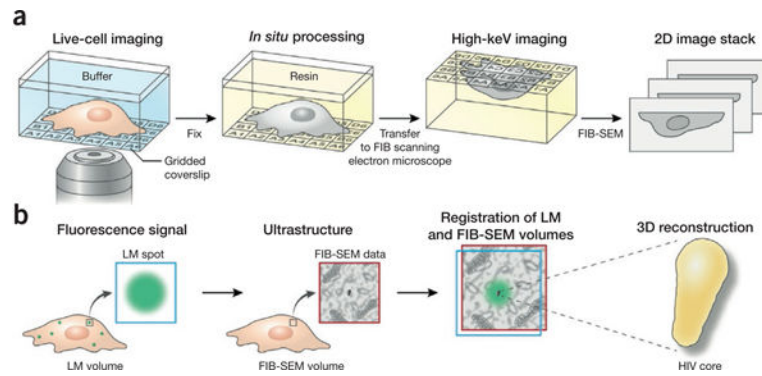 a
Live-cell imaging
In situ processing
High-keV imaging
2D image stack
Buffer
Resin
Fix
Transfer
to FIB scanning
electron microscope
FIB-SEM
Gridded
coverslip
b
Fluorescence signal
Ultrastructure
Registration of LM
and FIB-SEM volumes
3D reconstruction
LM spot
FIB-SEM data
LM volume
FIB-SEM volume
HIV core